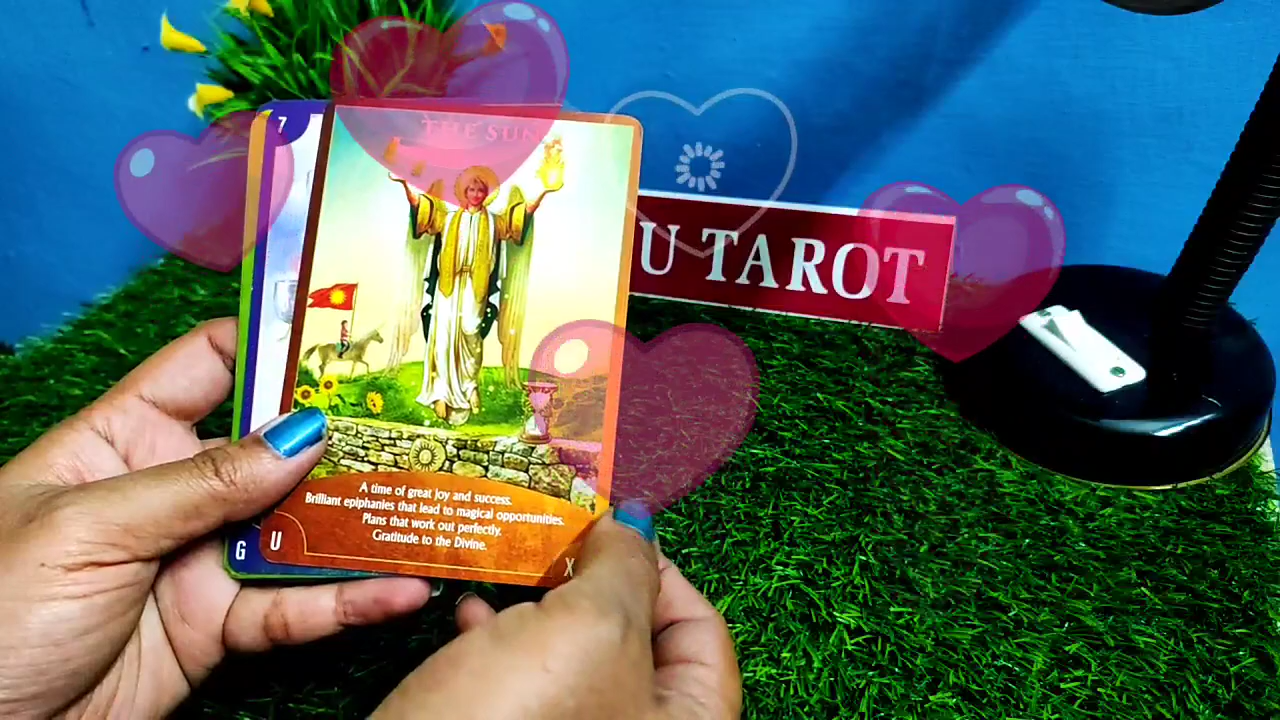 7
THE SUN
U TAROT
A time of great joy and success.
Brilliant epiphanies that lead to magical opportunities.
Plans that work out perfectly.
Gratitude to the Divine.
G
U
X